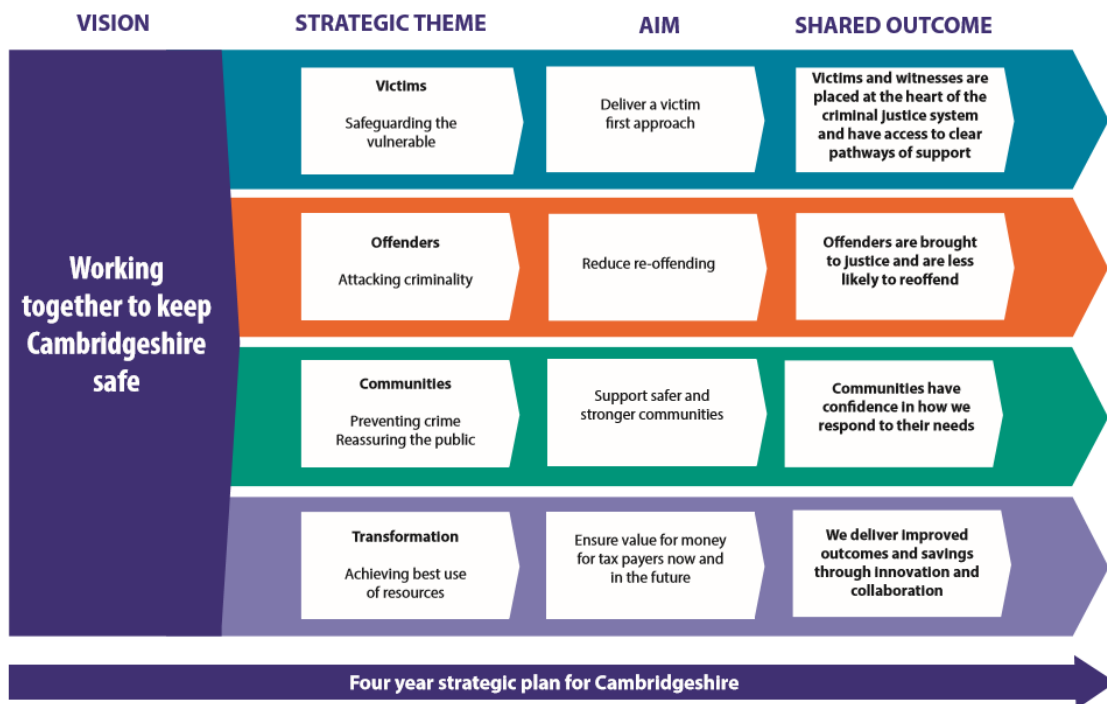 VISION
STRATEGIC THEME
AIM
SHARED OUTCOME
Working
together to keep
Cambridgeshire
safe
Victims
Safeguarding the
vulnerable
Deliver a victim
first approach
Victims and witnesses are
placed at the heart of the
criminal justice system
and have access to clear
pathways of support
Offenders
Attacking criminality
Reduce re-offending
Offenders are brought
to justice and are less
likely to reoffend
Communities
Preventing crime
Reassuring the public
Support safer and
stronger communities
Communities have
confidence in how we
respond to their needs
Transformation
Achieving best use
of resources
Ensure value for money
for tax payers now and
in the future
We deliver improved
outcomes and savings
through innovation and
collaboration
Four year strategic plan for Cambridgeshire